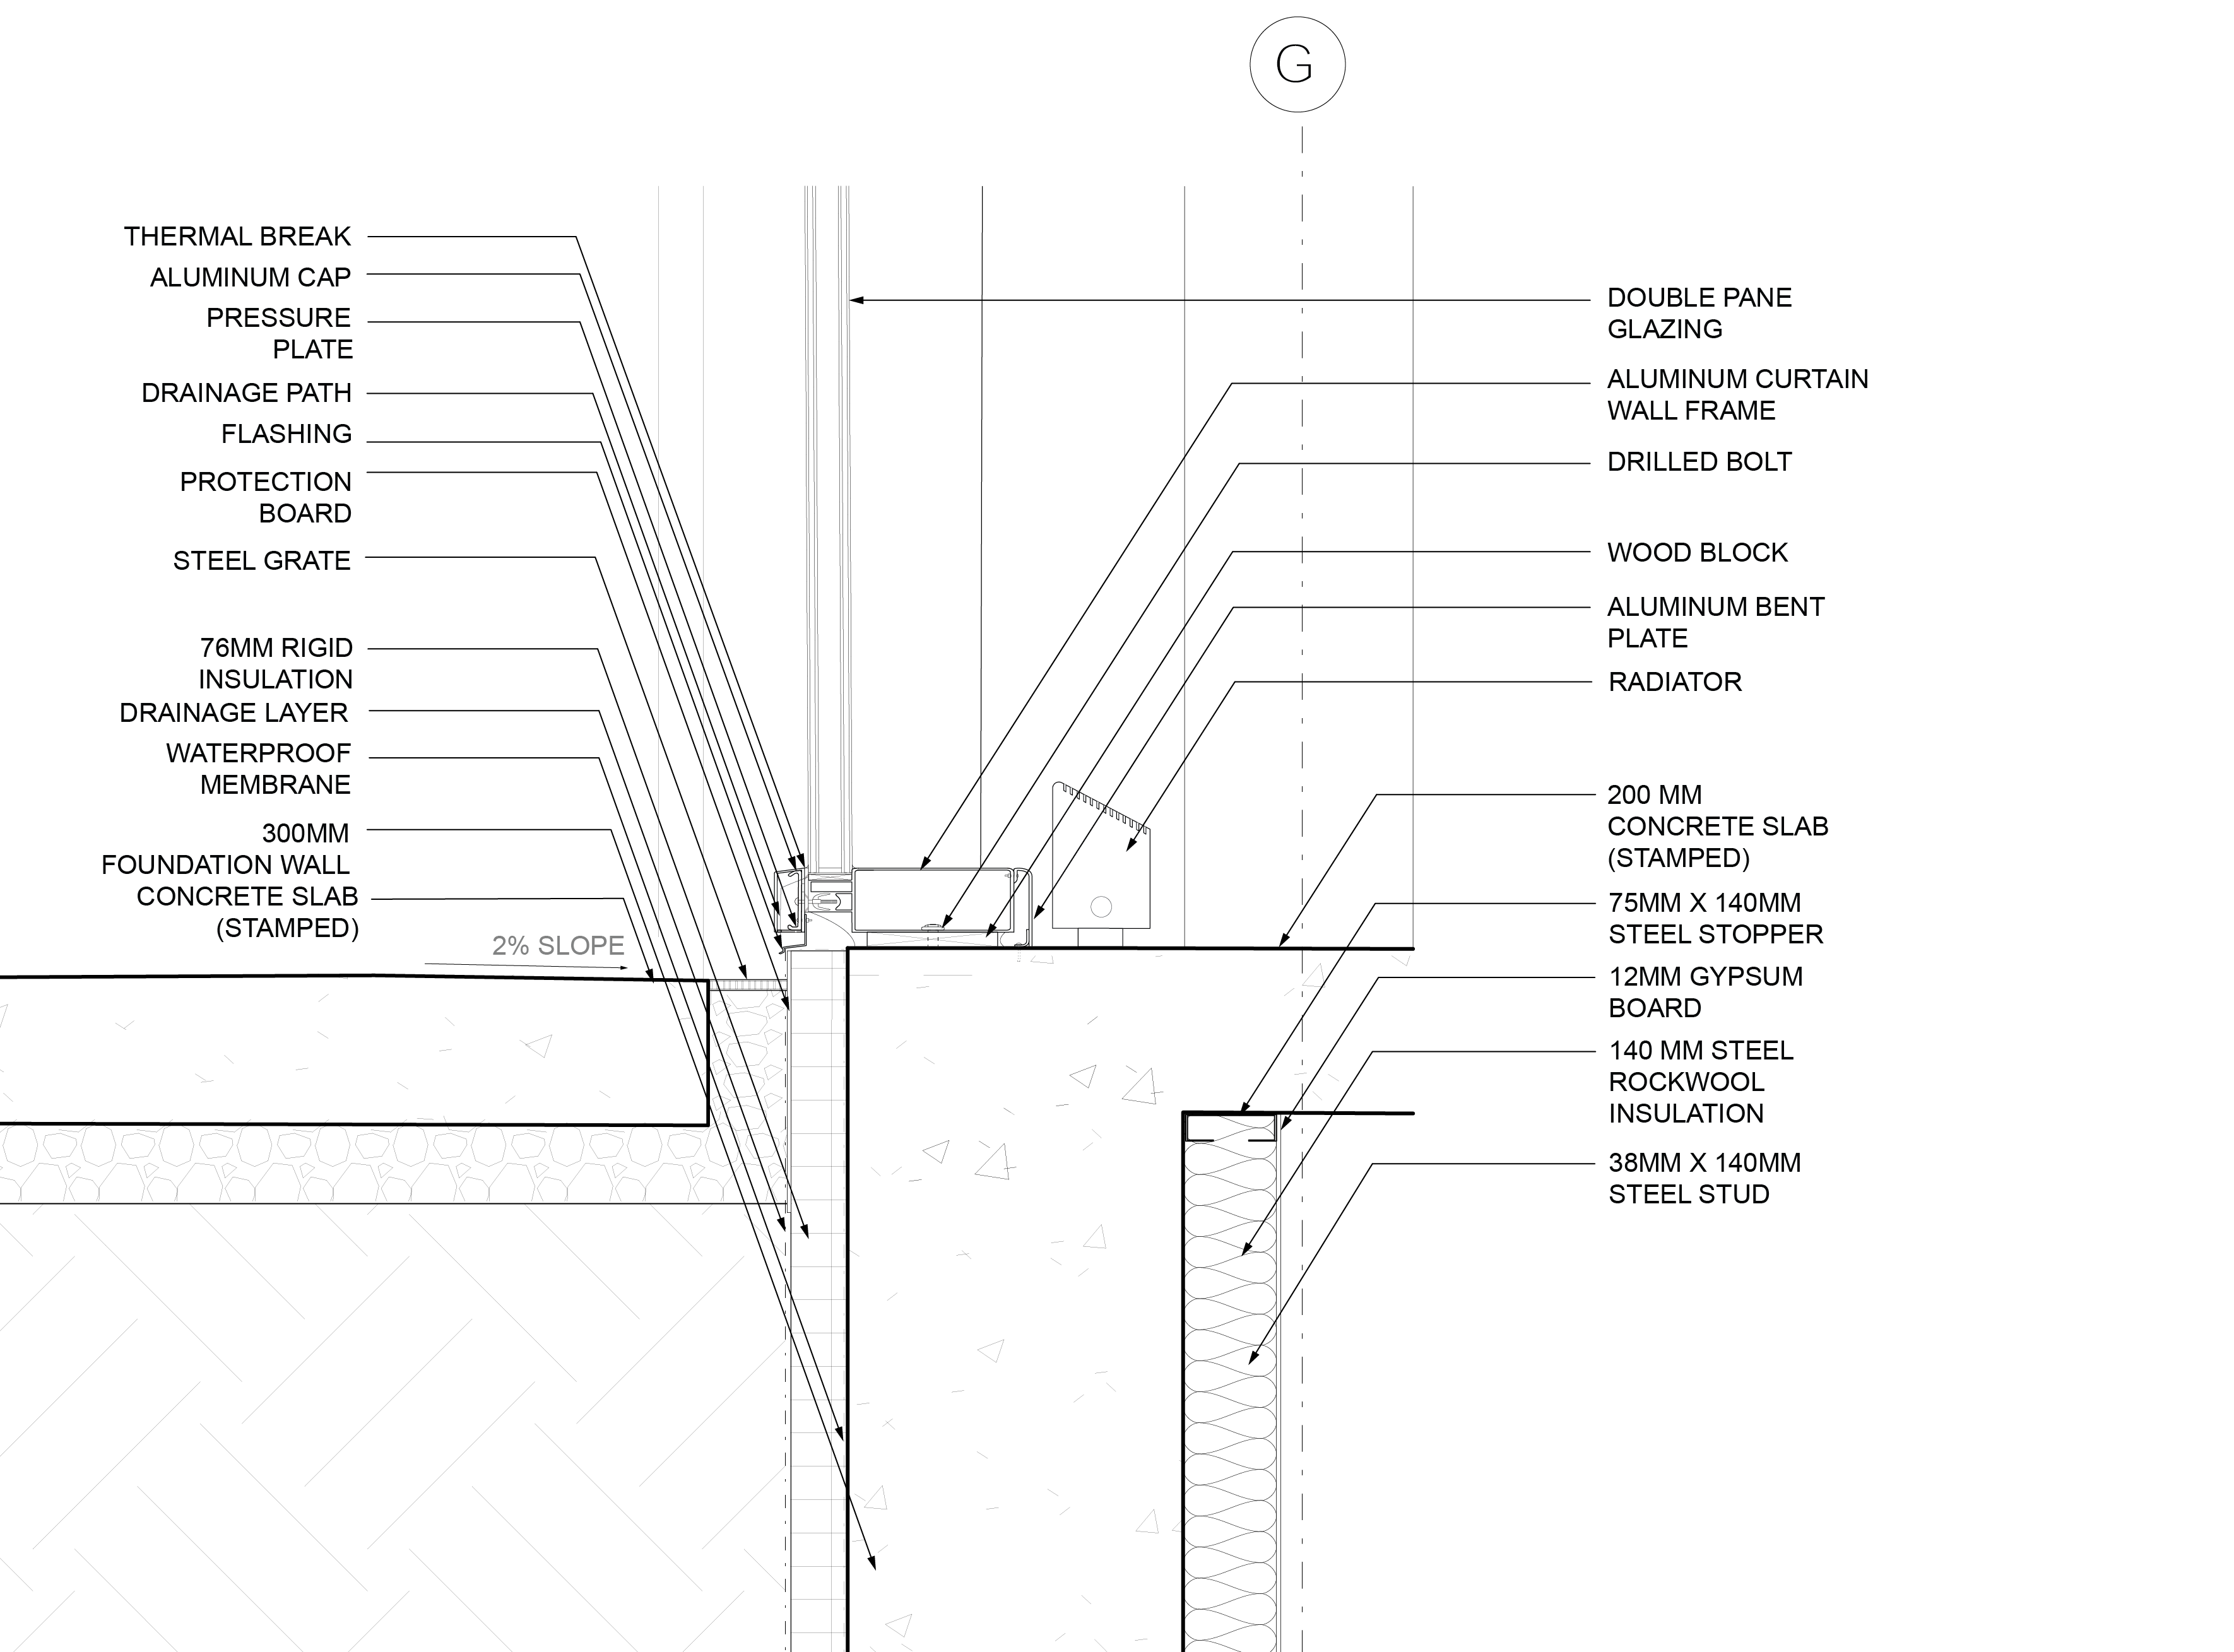 G
THERMAL BREAK
ALUMINUM CAP
PRESSURE
PLATE
DRAINAGE PATH
FLASHING
PROTECTION
BOARD
STEEL GRATE
76MM RIGID
INSULATION
DRAINAGE LAYER
WATERPROOF
MEMBRANE
300MM
FOUNDATION WALL
CONCRETE SLAB
(STAMPED)
2% SLOPE
DOUBLE PANE
GLAZING
ALUMINUM CURTAIN
WALL FRAME
DRILLED BOLT
WOOD BLOCK
ALUMINUM BENT
PLATE
RADIATOR
200 MM
CONCRETE SLAB
(STAMPED)
75MM X 140MM
STEEL STOPPER
12MM GYPSUM
BOARD
140 MM STEEL
ROCKWOOL
INSULATION
38MM X 140MM
STEEL STUD